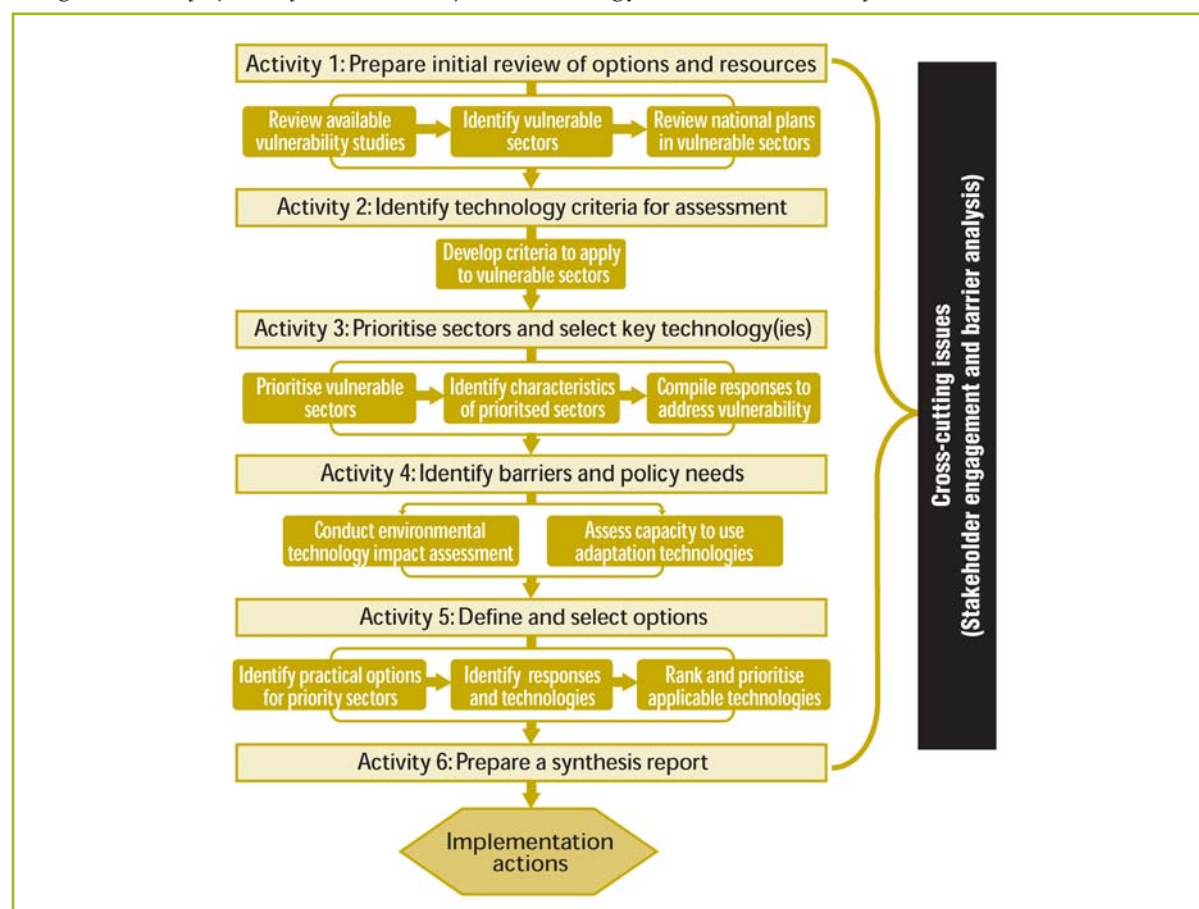 Activity 1: Prepare initial review of options and resources
Review available
vulnerability studies
Identify vulnerable
sectors
Review national plans
in vulnerable sectors
Activity 2: Identify technology criteria for assessment
Develop criteria to apply
to vulnerable sectors
Activity 3: Prioritise sectors and select key technology(ies)
Prioritise vulnerable
sectors
Identify characteristics
of prioritsed sectors
Compile responses to
address vulnerability
Activity 4: Identify barriers and policy needs
Conduct environmental
technology impact assessment
Assess capacity to use
adaptation technologies
Activity 5: Define and select options
Identify practical options
for priority sectors
Identify responses
and technologies
Rank and prioritise
applicable technologies
Activity 6: Prepare a synthesis report
Implementation
actions
Cross-cutting issues
(Stakeholder engagement and barrier analysis)